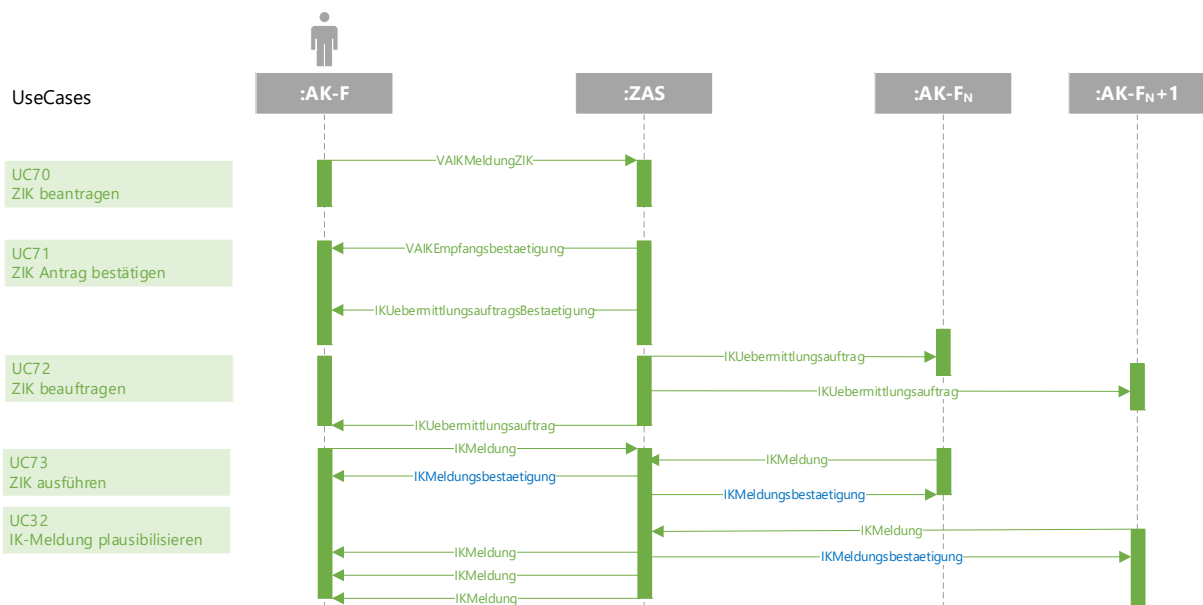 UseCases
:AK-F
:ZAS
:AK-FN
:AK-FN+1
UC70
ZIK beantragen
VAIKMeldungZIK
UC71
ZIK Antrag bestätigen
VAIKEmpfangsbestaetigung
IKUebermittlungsauftragsBestaetigung
UC72
ZIK beauftragen
IKUebermittlungsauftrag
IKUebermittlungsauftrag
IKUebermittlungsauftrag
UC73
ZIK ausführen
IKMeldung
IKMeldung
IKMeldungsbestaetigung
IKMeldungsbestaetigung
UC32
IK-Meldung plausibilisieren
IKMeldung
IKMeldung
IKMeldungsbestaetigung
IKMeldung
IKMeldung